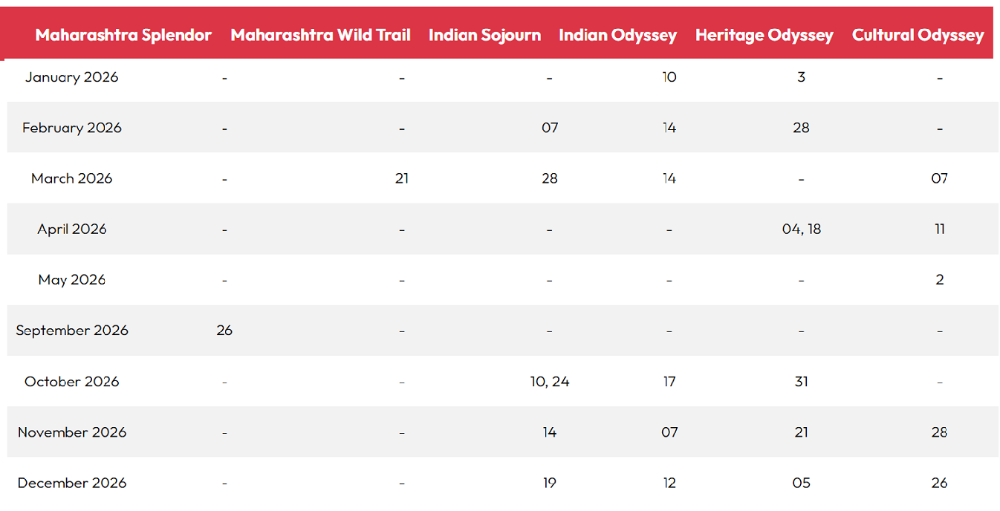 Maharashtra Splendor Maharashtra Wild Trail Indian Sojourn Indian Odyssey Heritage Odyssey Cultural Odyssey
January 2026 - - - 10 3 -
February 2026 - - 07 14 28 -
March 2026 - 21 28 14 - 07
April 2026 - - - - 04, 18 11
May 2026 - - - - - 2
September 2026 26 - - - - -
October 2026 - - 10, 24 17 31 -
November 2026 - - 14 07 21 28
December 2026 - - 19 12 05 26